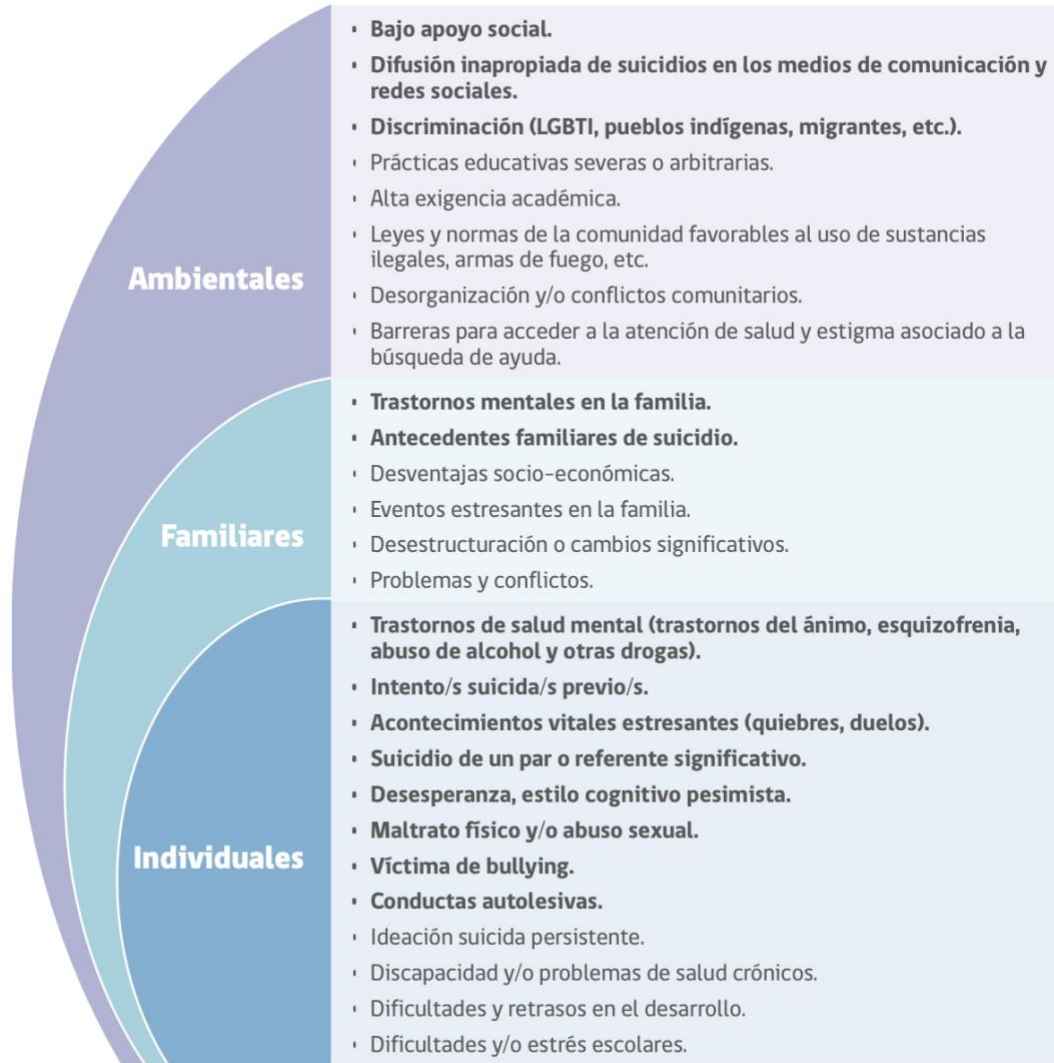 • Bajo apoyo social.
• Difusión inapropiada de suicidios en los medios de comunicación y
redes sociales.
• Discriminación (LGBTI, pueblos indígenas, migrantes, etc.).
• Prácticas educativas severas o arbitrarias.
• Alta exigencia académica.
• Leyes y normas de la comunidad favorables al uso de sustancias
ilegales, armas de fuego, etc.
• Desorganización y/o conflictos comunitarios.
• Barreras para acceder a la atención de salud y estigma asociado a la
búsqueda de ayuda.
Ambientales
• Trastornos mentales en la familia.
• Antecedentes familiares de suicidio.
• Desventajas socio-económicas.
• Eventos estresantes en la familia.
• Desestructuración o cambios significativos.
• Problemas y conflictos.
Familiares
• Trastornos de salud mental (trastornos del ánimo, esquizofrenia,
abuso de alcohol y otras drogas).
• Intento/s suicida/s previo/s.
• Acontecimientos vitales estresantes (quiebres, duelos).
• Suicidio de un par o referente significativo.
• Desesperanza, estilo cognitivo pesimista.
• Maltrato físico y/o abuso sexual.
• Víctima de bullying.
• Conductas autolesivas.
• Ideación suicida persistente.
• Discapacidad y/o problemas de salud crónicos.
• Dificultades y retrasos en el desarrollo.
• Dificultades y/o estrés escolares.
Individuales